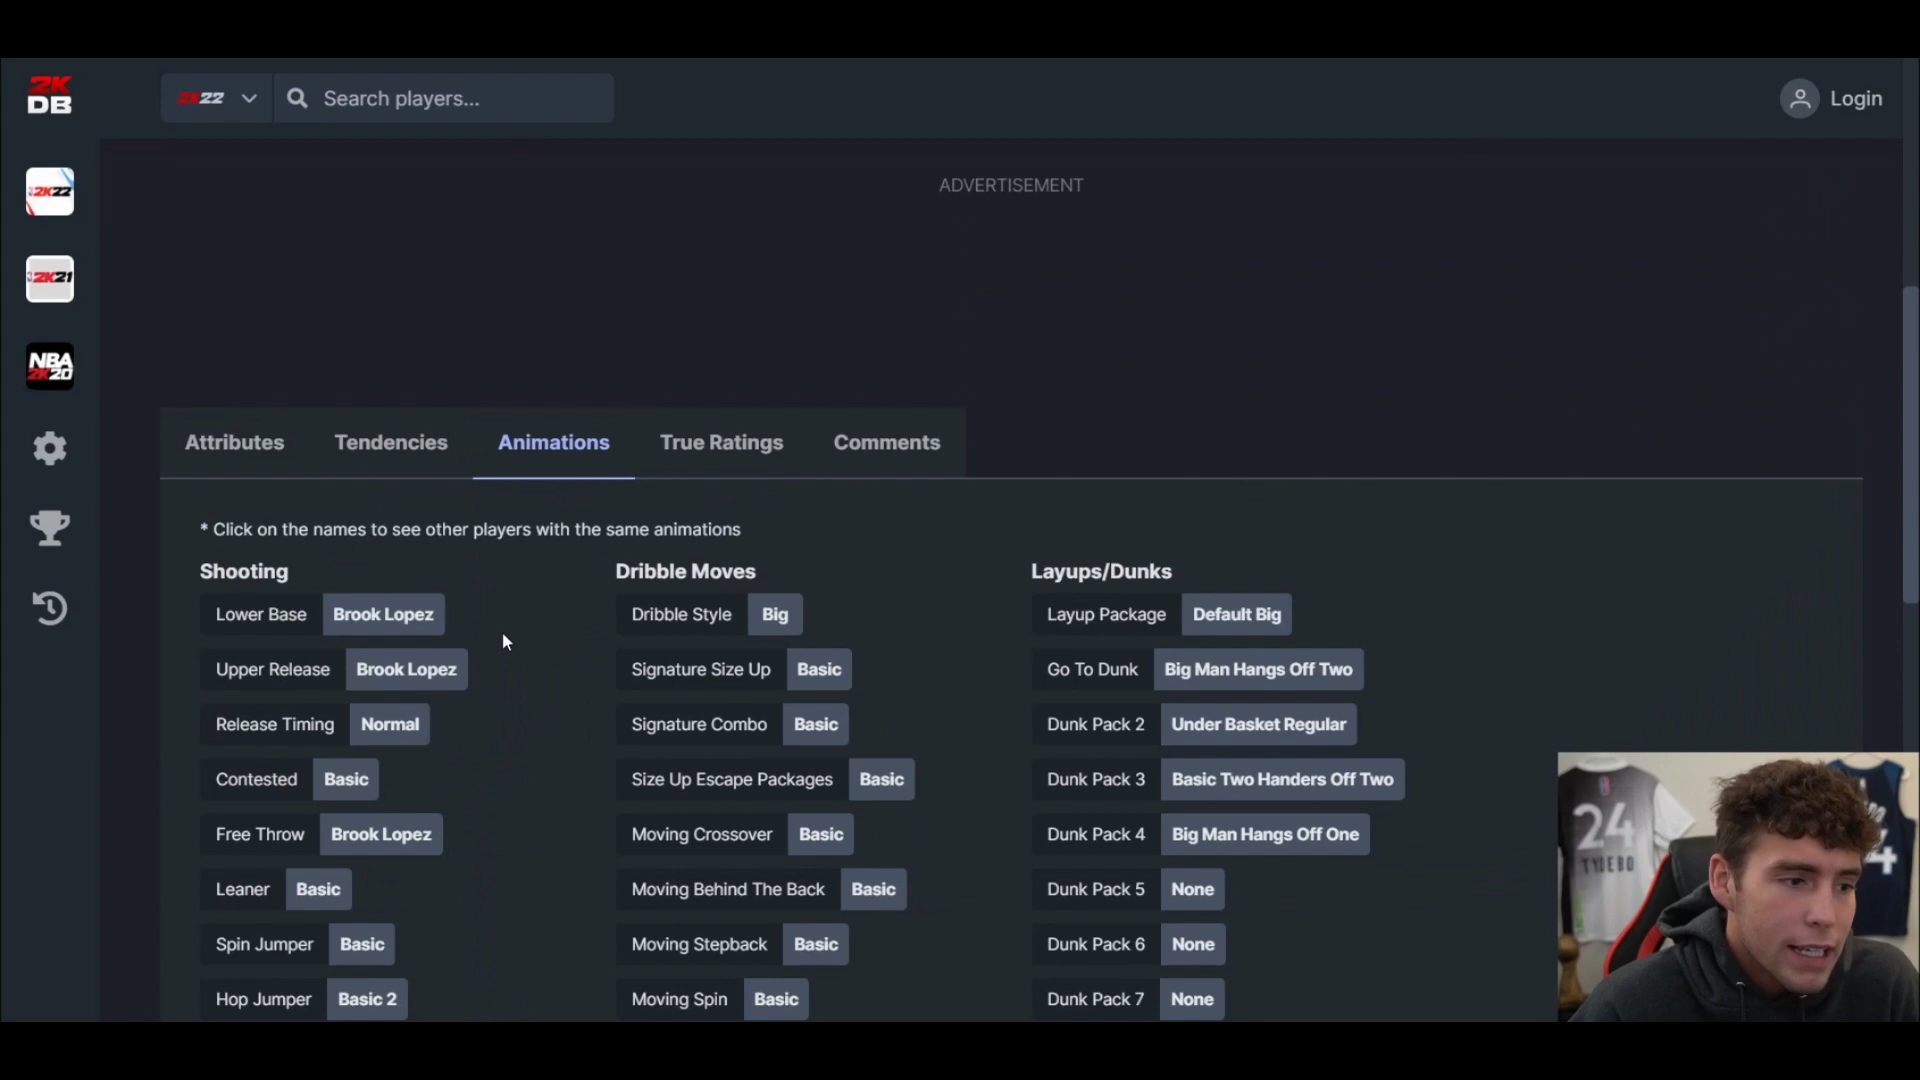 2K
DB
2K22
Search players...
Login
2K22
2K21
NBA
2K20
ADVERTISEMENT
Attributes
Tendencies
Animations
True Ratings
Comments
* Click on the names to see other players with the same animations
Shooting
Lower Base Brook Lopez
Upper Release Brook Lopez
Release Timing Normal
Contested Basic
Free Throw Brook Lopez
Leaner Basic
Spin Jumper Basic
Hop Jumper Basic 2
Dribble Moves
Dribble Style Big
Signature Size Up Basic
Signature Combo Basic
Size Up Escape Packages Basic
Moving Crossover Basic
Moving Behind The Back Basic
Moving Stepback Basic
Moving Spin Basic
Layups/Dunks
Layup Package Default Big
Go To Dunk Big Man Hangs Off Two
Dunk Pack 2 Under Basket Regular
Dunk Pack 3 Basic Two Handers Off Two
Dunk Pack 4 Big Man Hangs Off One
Dunk Pack 5 None
Dunk Pack 6 None
Dunk Pack 7 None
24
TYDEBO
4